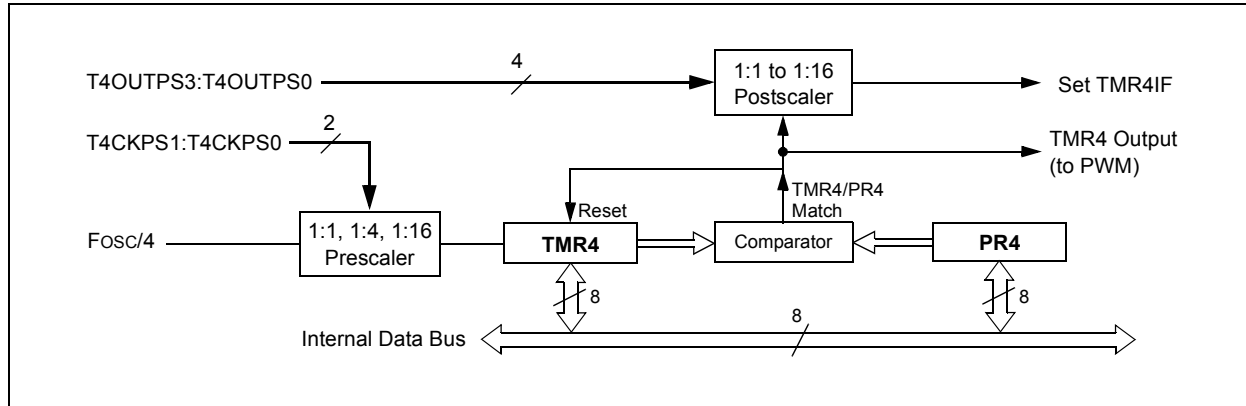 T4OUTPS3:T4OUTPS0
4
1:1 to 1:16
Postscaler
Set TMR4IF
T4CKPS1:T4CKPS0
2
TMR4 Output
(to PWM)
TMR4/PR4
Match
Reset
FOSC/4
1:1, 1:4, 1:16
Prescaler
TMR4
Comparator
PR4
8
8
Internal Data Bus
8